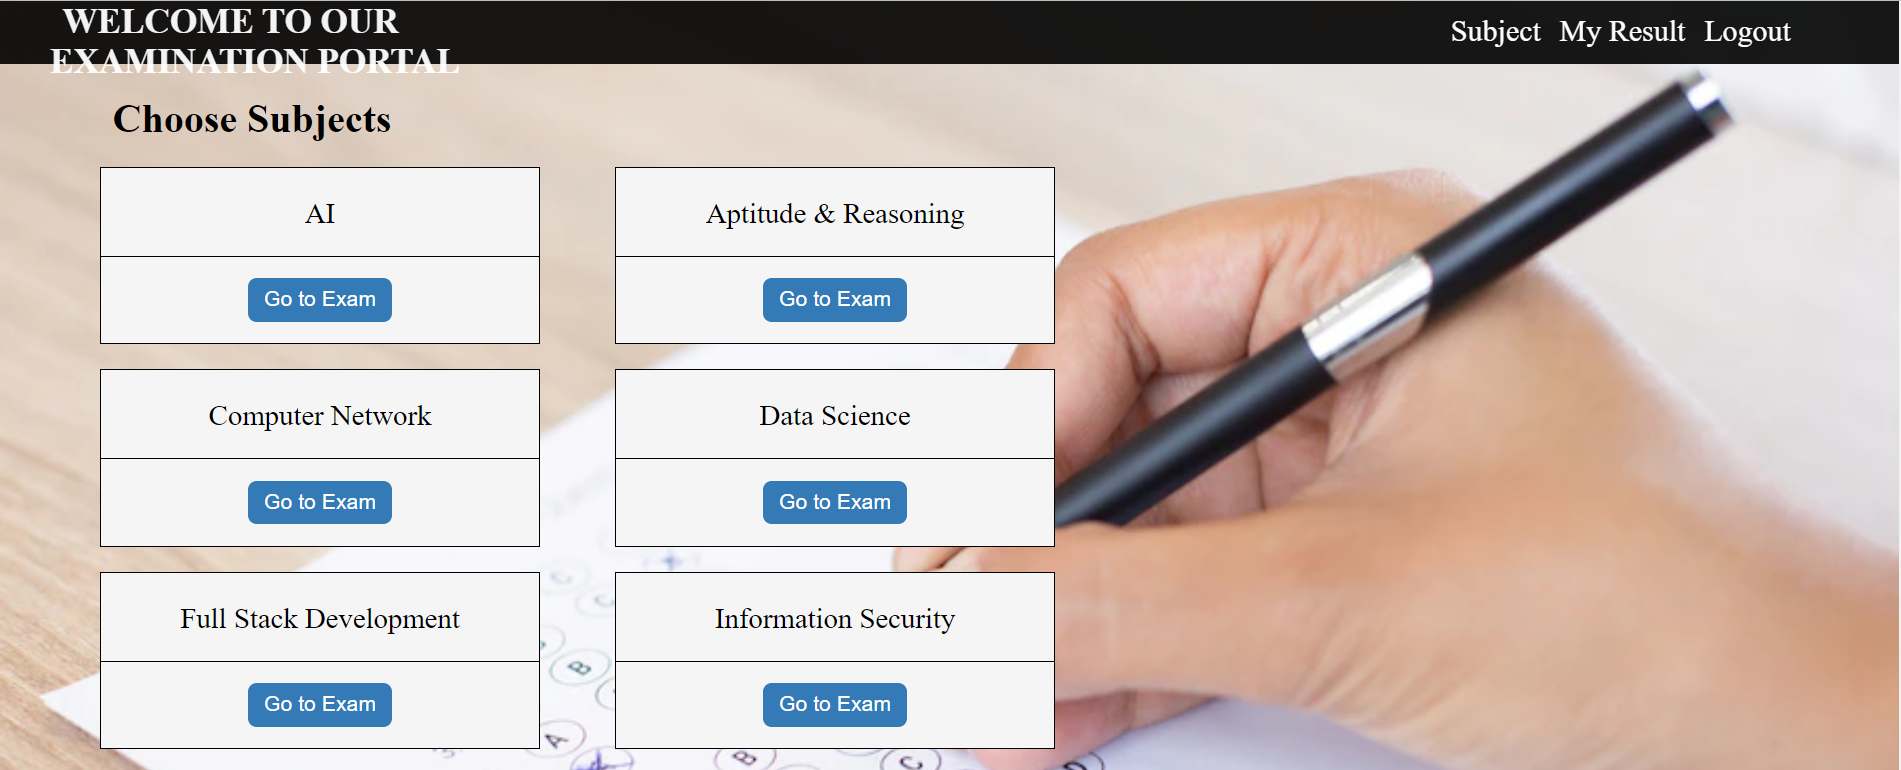 WELCOME TO OUR
EXAMINATION PORTAL
Subject My Result Logout
Choose Subjects
AI
Aptitude & Reasoning
Go to Exam
Go to Exam
Computer Network
Data Science
Go to Exam
Go to Exam
Full Stack Development
Information Security
Go to Exam
Go to Exam
C
B
A
B
C
D